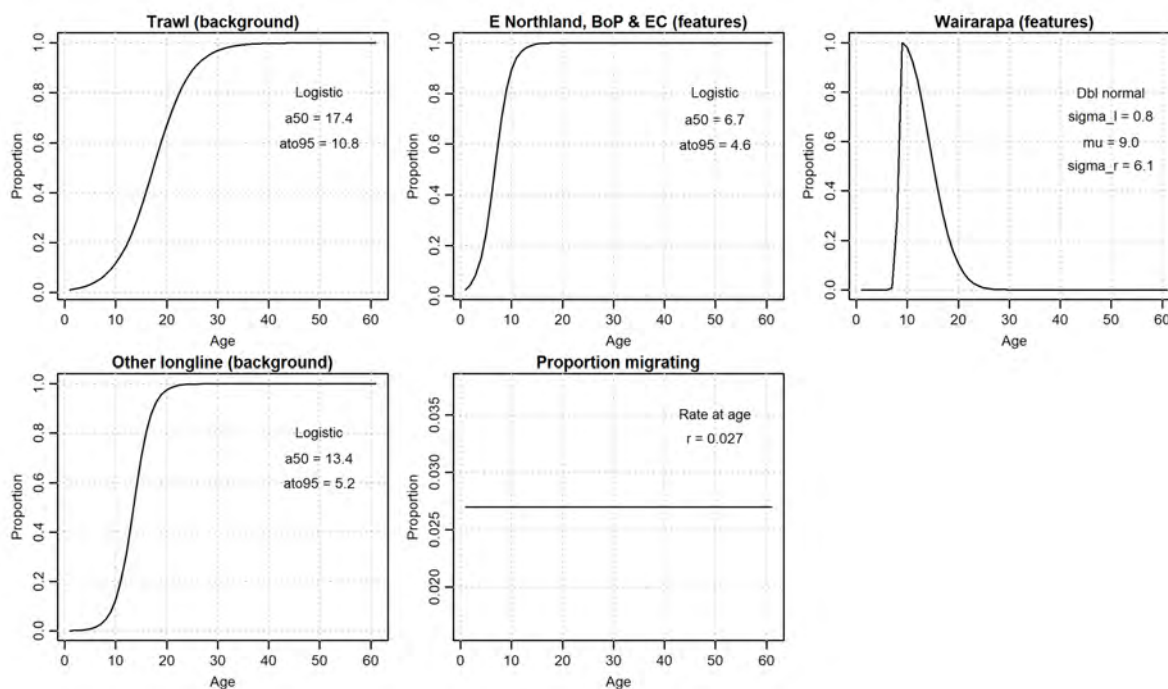 Trawl (background)
Proportion
1.0
0.8
0.6
0.4
0.2
0.0
Logistic
a50 = 17.4
ato95 = 10.8
0 10 20 30 40 50 60
Age
E Northland, BoP & EC (features)
Proportion
1.0
0.8
0.6
0.4
0.2
0.0
Logistic
a50 = 6.7
ato95 = 4.6
0 10 20 30 40 50 60
Age
Wairarapa (features)
Proportion
1.0
0.8
0.6
0.4
0.2
0.0
Dbl normal
sigma_l = 0.8
mu = 9.0
sigma_r = 6.1
0 10 20 30 40 50 60
Age
Other longline (background)
Proportion
1.0
0.8
0.6
0.4
0.2
0.0
Logistic
a50 = 13.4
ato95 = 5.2
0 10 20 30 40 50 60
Age
Proportion migrating
Proportion
0.035
0.030
0.025
0.020
Rate at age
r = 0.027
0 10 20 30 40 50 60
Age